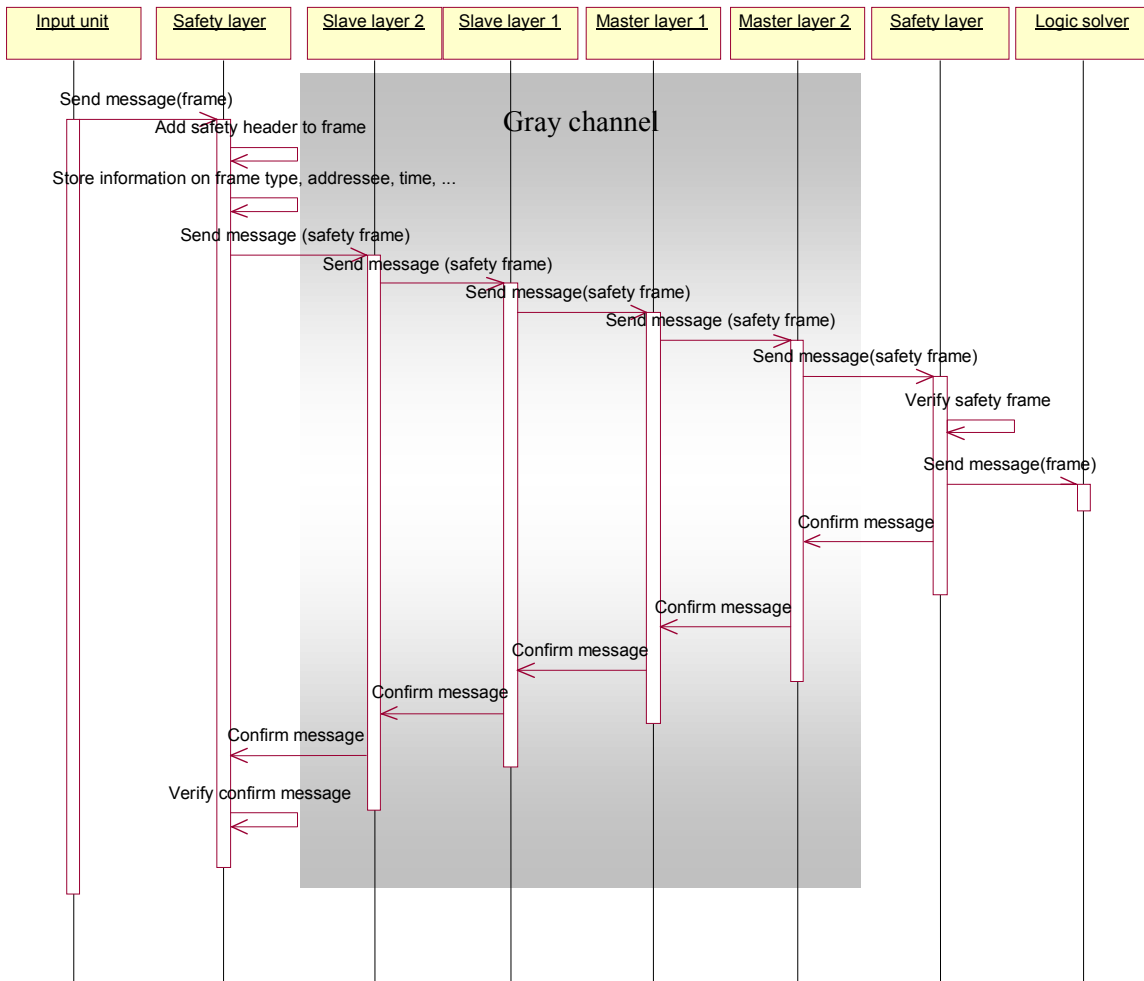 Input unit
Safety layer
Slave layer 2
Slave layer 1
Master layer 1
Master layer 2
Safety layer
Logic solver
Send message(frame)
Gray channel
Add safety header to frame
Store information on frame type, addressee, time, ...
Send message (safety frame)
Send message (safety frame)
Send message(safety frame)
Send message (safety frame)
Send message(safety frame)
Verify safety frame
Send message(frame)
Confirm message
Confirm message
Confirm message
Confirm message
Confirm message
Verify confirm message